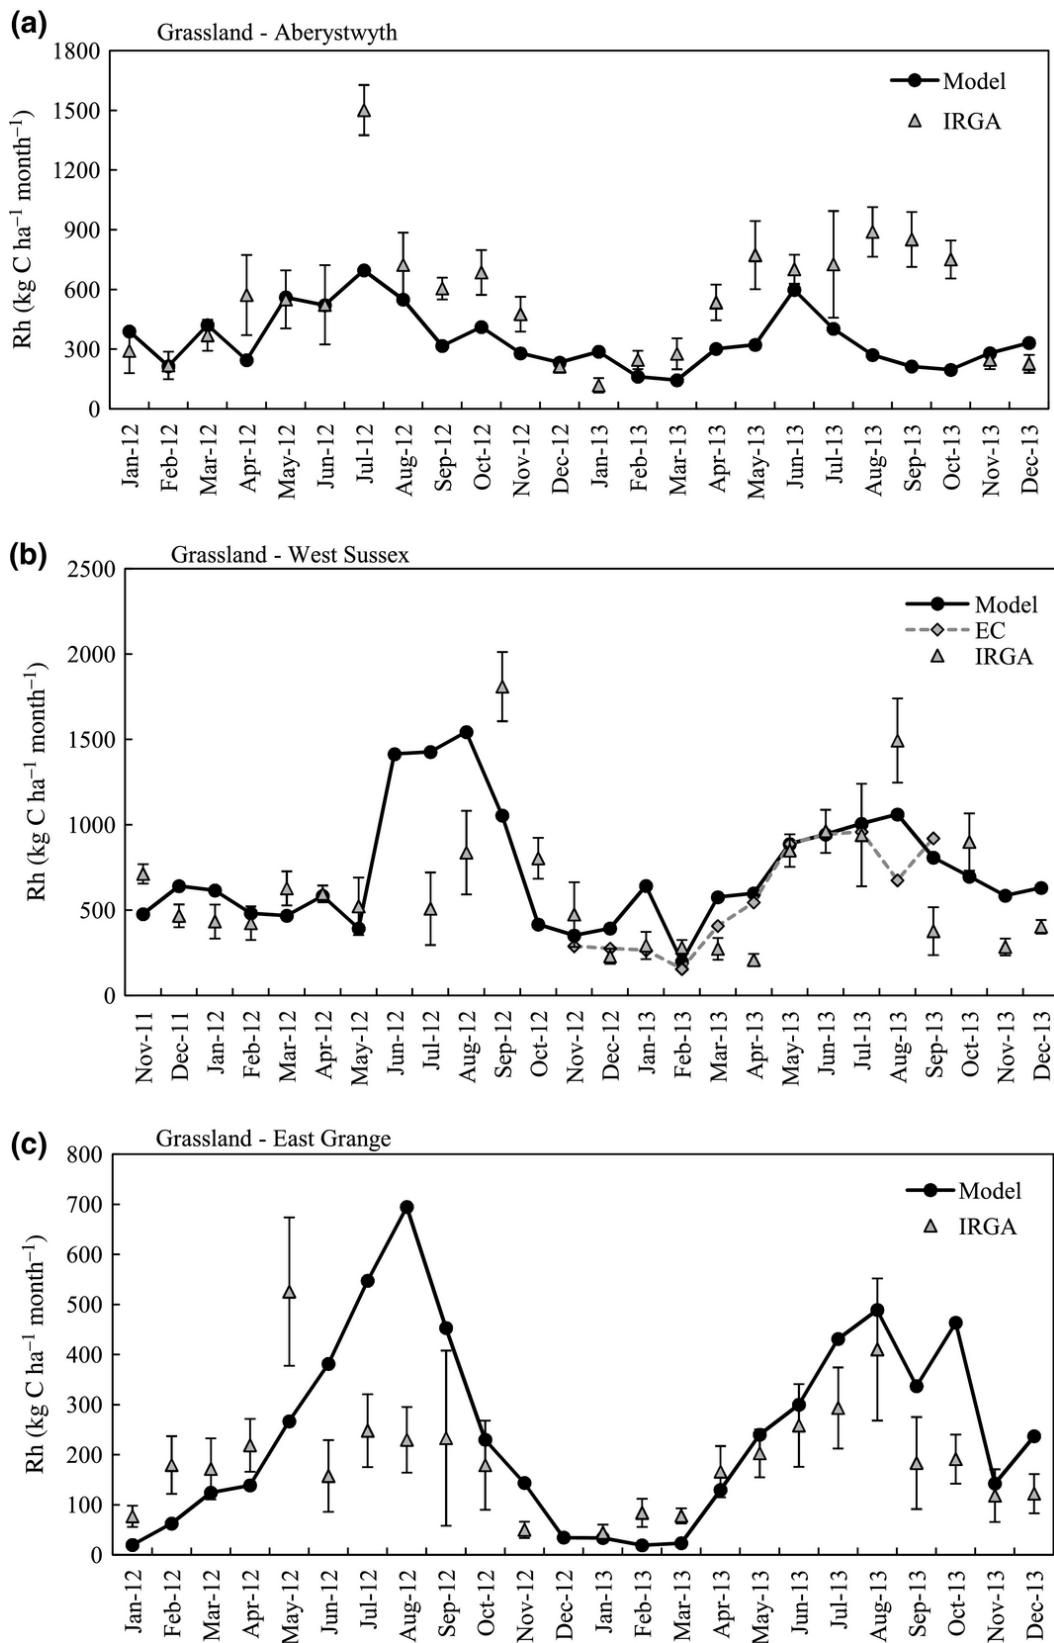 (a)
Grassland - Aberystwyth
Rh (kg C ha⁻¹ month⁻¹)
1800
1500
1200
900
600
300
0
Model
IRGA
Jan-12
Feb-12
Mar-12
Apr-12
May-12
Jun-12
Jul-12
Aug-12
Sep-12
Oct-12
Nov-12
Dec-12
Jan-13
Feb-13
Mar-13
Apr-13
May-13
Jun-13
Jul-13
Aug-13
Sep-13
Oct-13
Nov-13
Dec-13
(b)
Grassland - West Sussex
Rh (kg C ha⁻¹ month⁻¹)
2500
2000
1500
1000
500
0
Model
EC
IRGA
Nov-11
Dec-11
Jan-12
Feb-12
Mar-12
Apr-12
May-12
Jun-12
Jul-12
Aug-12
Sep-12
Oct-12
Nov-12
Dec-12
Jan-13
Feb-13
Mar-13
Apr-13
May-13
Jun-13
Jul-13
Aug-13
Sep-13
Oct-13
Nov-13
Dec-13
(c)
Grassland - East Grange
Rh (kg C ha⁻¹ month⁻¹)
800
700
600
500
400
300
200
100
0
Model
IRGA
Jan-12
Feb-12
Mar-12
Apr-12
May-12
Jun-12
Jul-12
Aug-12
Sep-12
Oct-12
Nov-12
Dec-12
Jan-13
Feb-13
Mar-13
Apr-13
May-13
Jun-13
Jul-13
Aug-13
Sep-13
Oct-13
Nov-13
Dec-13